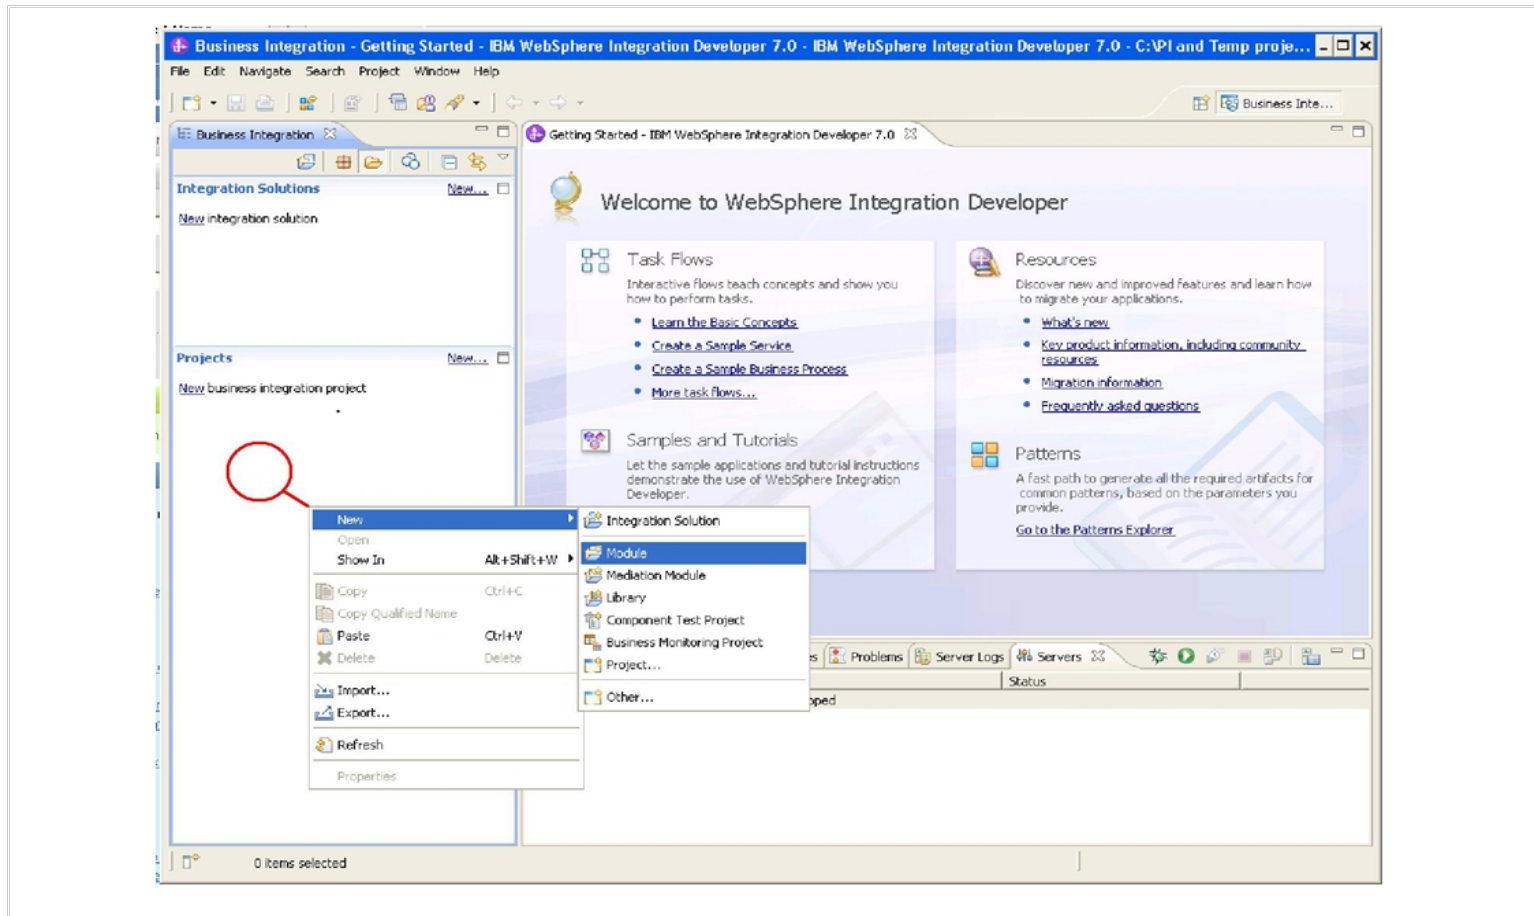 Business Integration - Getting Started - IBM WebSphere Integration Developer 7.0 - IBM WebSphere Integration Developer 7.0 - C:\PI and Temp proje...
File Edit Navigate Search Project Window Help
Business Inte...
Business Integration
Integration Solutions New...
New integration solution
Projects New...
New business integration project
Getting Started - IBM WebSphere Integration Developer 7.0
Welcome to WebSphere Integration Developer
Task Flows
Interactive flows teach concepts and show you
how to perform tasks.
Learn the Basic Concepts
Create a Sample Service
Create a Sample Business Process
More task flows...
Samples and Tutorials
Let the sample applications and tutorial instructions
demonstrate the use of WebSphere Integration
Developer.
Resources
Discover new and improved features and learn how
to migrate your applications.
What's new
Key product information, including community
resources
Migration information
Frequently asked questions
Patterns
A fast path to generate all the required artifacts for
common patterns, based on the parameters you
provide.
Go to the Patterns Explorer
New
Open
Show In Alt+Shift+W
Copy Ctrl+C
Copy Qualified Name
Paste Ctrl+V
Delete Delete
Import...
Export...
Refresh
Properties
Integration Solution
Module
Mediation Module
Library
Component Test Project
Business Monitoring Project
Project...
Other...
Problems Server Logs Servers
Status
0 items selected